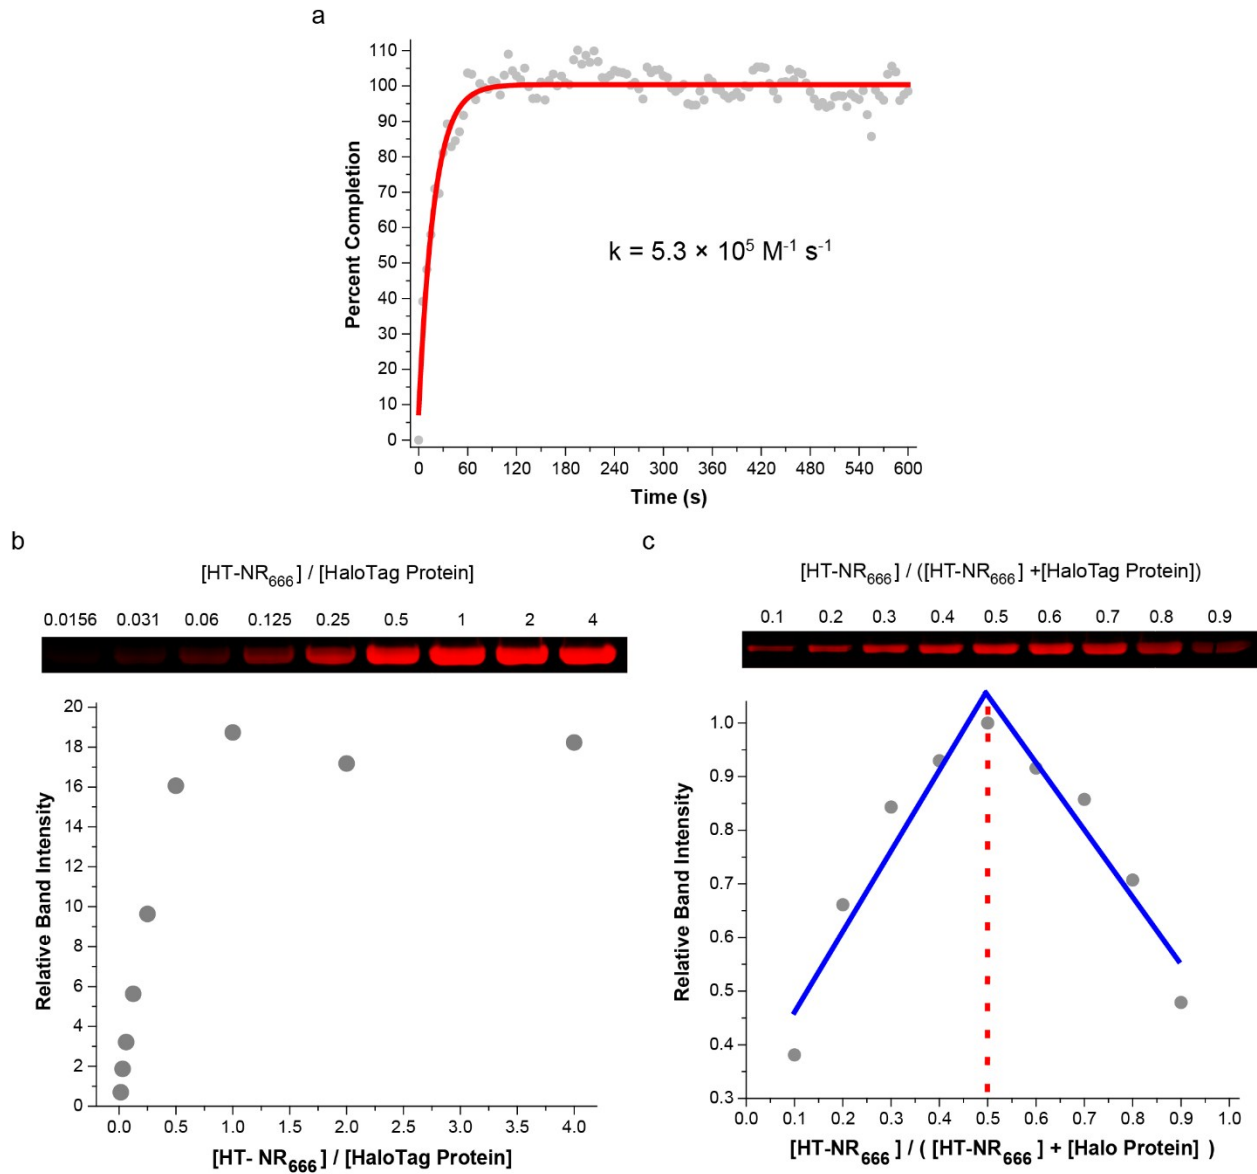 a
110
100
90
80
70
60
50
40
30
20
10
0
Percent Completion
k = 5.3 × 10⁵ M⁻¹ s⁻¹
0 60 120 180 240 300 360 420 480 540 600
Time (s)
b
[HT-NR₆₆₆] / [HaloTag Protein]
0.0156 0.031 0.06 0.125 0.25 0.5 1 2 4
20
18
16
14
12
10
8
6
4
2
0
Relative Band Intensity
0.0 0.5 1.0 1.5 2.0 2.5 3.0 3.5 4.0
[HT- NR₆₆₆] / [HaloTag Protein]
c
[HT-NR₆₆₆] / ([HT-NR₆₆₆] +[HaloTag Protein])
0.1 0.2 0.3 0.4 0.5 0.6 0.7 0.8 0.9
1.0
0.9
0.8
0.7
0.6
0.5
0.4
0.3
Relative Band Intensity
0.0 0.1 0.2 0.3 0.4 0.5 0.6 0.7 0.8 0.9 1.0
[HT-NR₆₆₆] / ( [HT-NR₆₆₆] + [Halo Protein] )